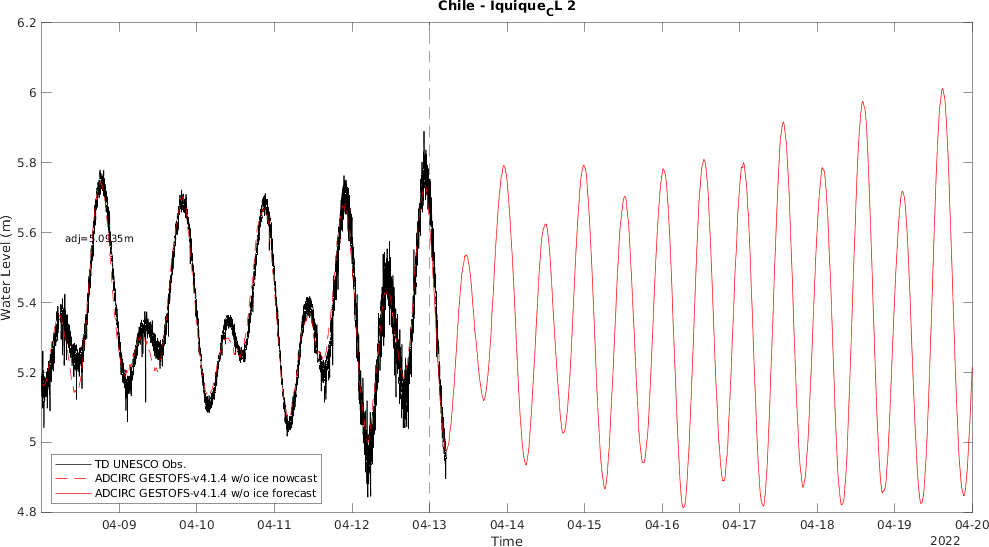 Chile - Iquique_CL 2
6.2
6
5.8
5.6
5.4
5.2
5
4.8
Water Level (m)
adj=5.0935m
TD UNESCO Obs.
ADCIRC GESTOFS-v4.1.4 w/o ice nowcast
ADCIRC GESTOFS-v4.1.4 w/o ice forecast
04-09 04-10 04-11 04-12 04-13 04-14 04-15 04-16 04-17 04-18 04-19 04-20
Time
2022